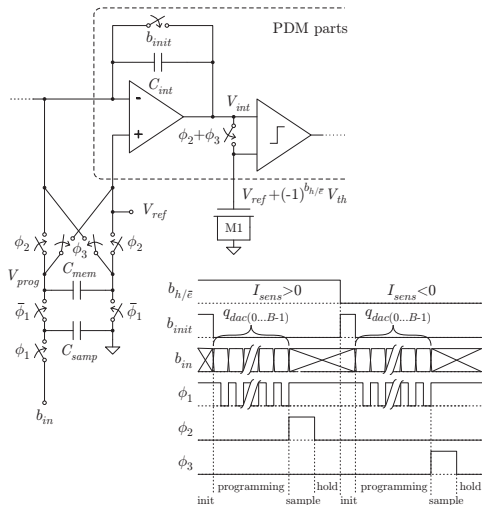 PDM parts
b_init
C_int
-
+
V_int
ϕ2+ϕ3
V_ref+(-1)^{b_{h/ē}} V_th
M1
V_ref
ϕ2
ϕ3
ϕ2
V_prog
C_mem
ϕ̄1
ϕ̄1
C_samp
ϕ1
b_in
b_{h/ē}
I_sens>0
I_sens<0
b_init
q_dac(0...B-1)
q_dac(0...B-1)
b_in
ϕ1
ϕ2
ϕ3
programming hold programming hold
init sample init sample